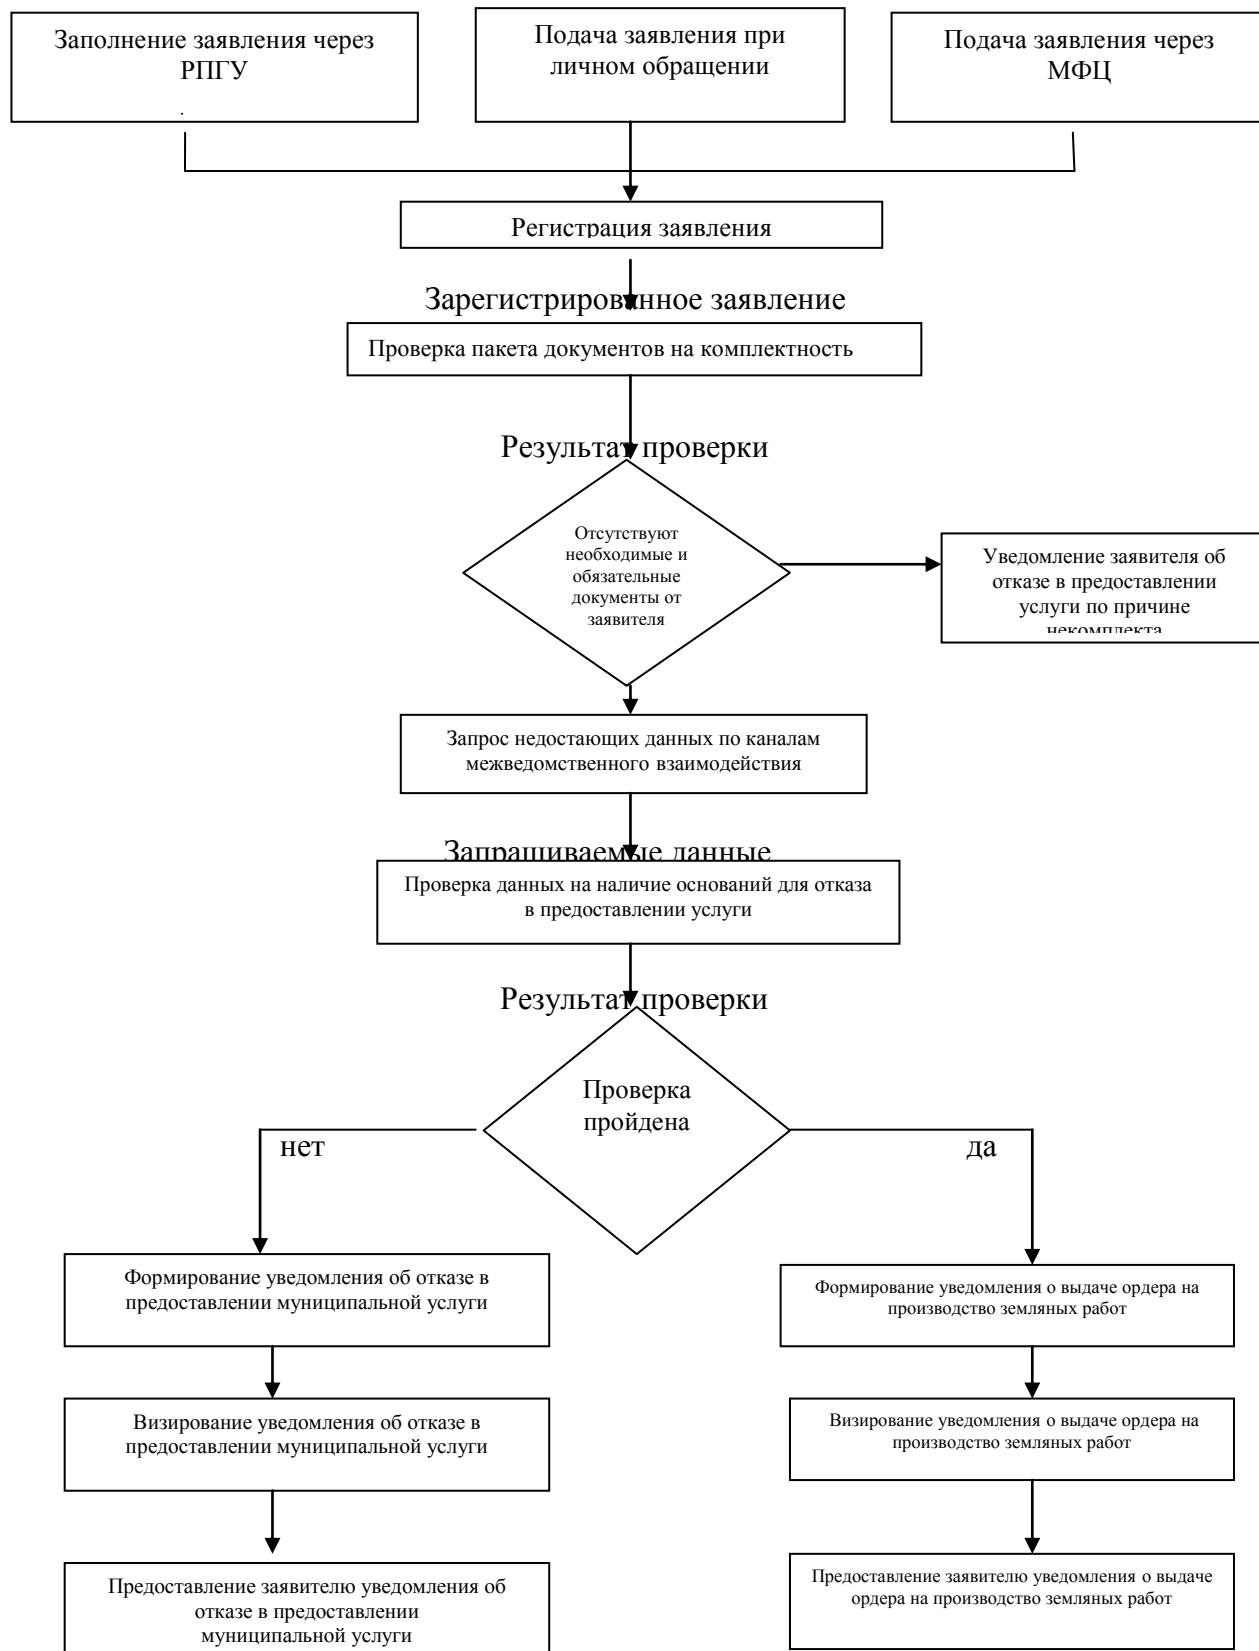 Заполнение заявления через
РПГУ
.
Подача заявления при
личном обращении
Подача заявления через
МФЦ
Регистрация заявления
Зарегистрированное заявление
Проверка пакета документов на комплектность
Результат проверки
Отсутствуют
необходимые и
обязательные
документы от
заявителя
Уведомление заявителя об
отказе в предоставлении
услуги по причине
некомплекта
Запрос недостающих данных по каналам
межведомственного взаимодействия
Запрашиваемые данные
Проверка данных на наличие оснований для отказа
в предоставлении услуги
Результат проверки
Проверка
пройдена
нет
да
Формирование уведомления об отказе в
предоставлении муниципальной услуги
Формирование уведомления о выдаче ордера на
производство земляных работ
Визирование уведомления об отказе в
предоставлении муниципальной услуги
Визирование уведомления о выдаче ордера на
производство земляных работ
Предоставление заявителю уведомления об
отказе в предоставлении
муниципальной услуги
Предоставление заявителю уведомления о выдаче
ордера на производство земляных работ